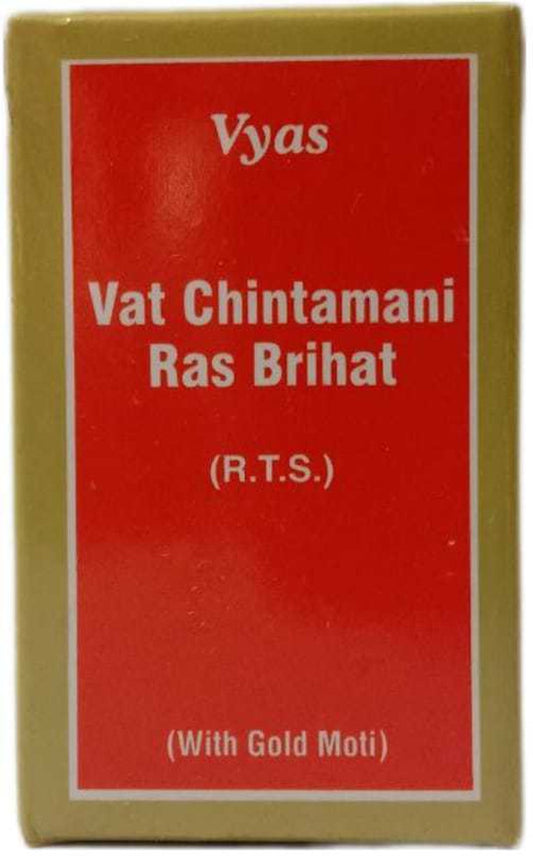 Vyas
Vat Chintamani
Ras Brihat
(R.T.S.)
(With Gold Moti)